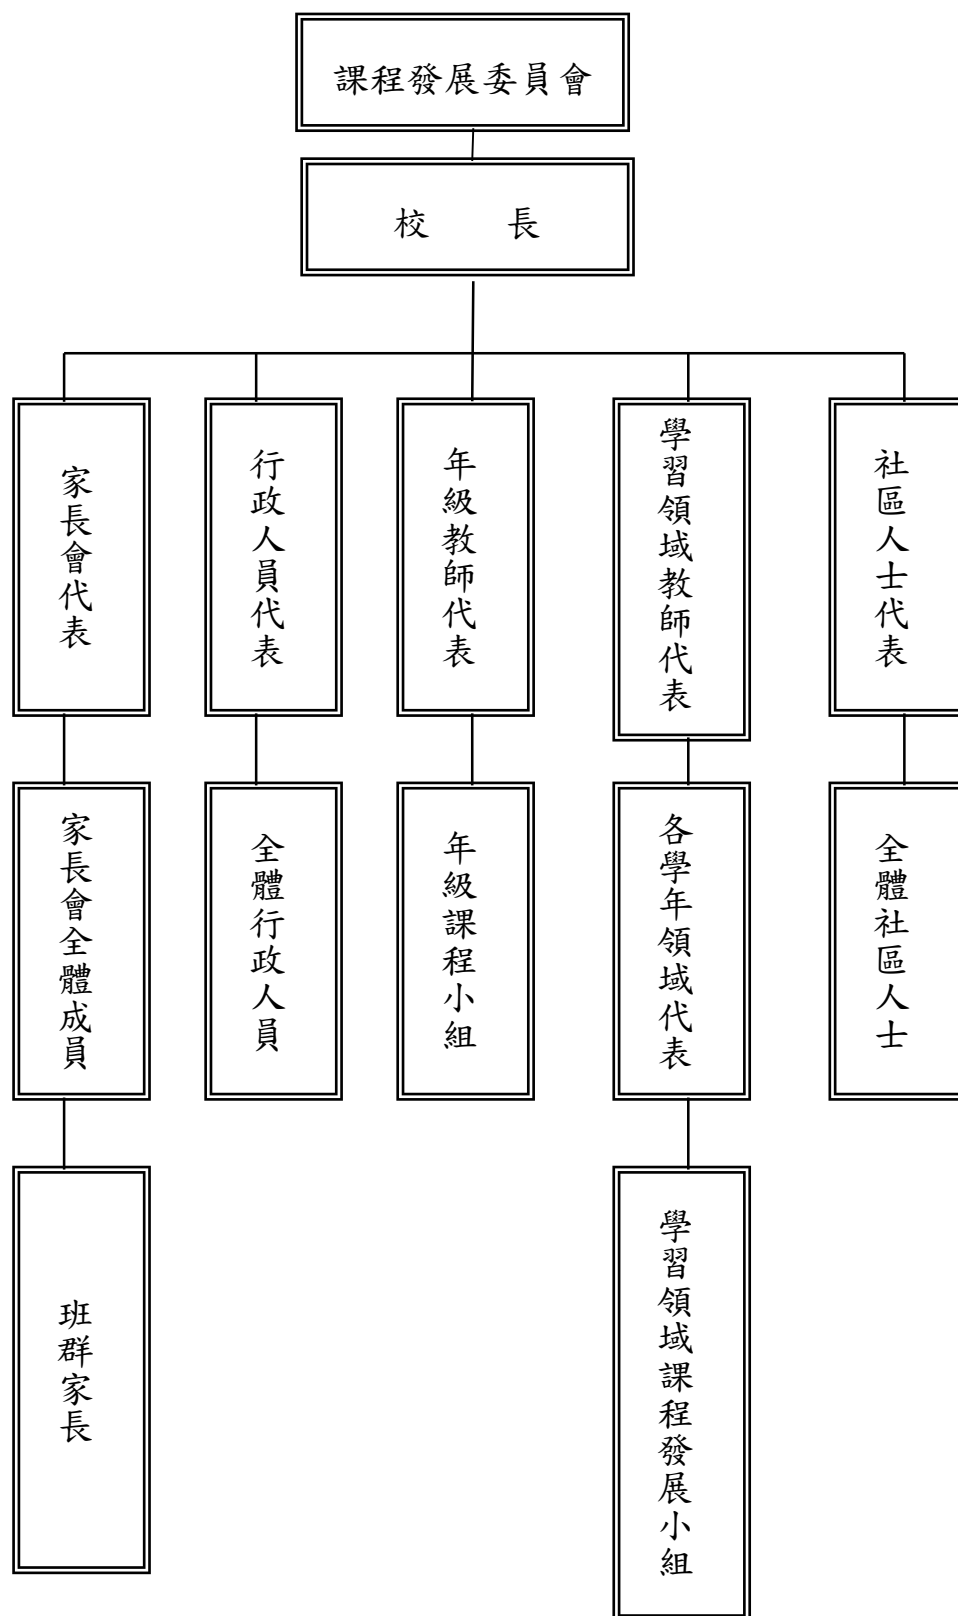 課程發展委員會
校長
家長會代表
行政人員代表
年級教師代表
學習領域教師代表
社區人士代表
家長會全體成員
全體行政人員
年級課程小組
各學年領域代表
全體社區人士
班群家長
學習領域課程發展小組